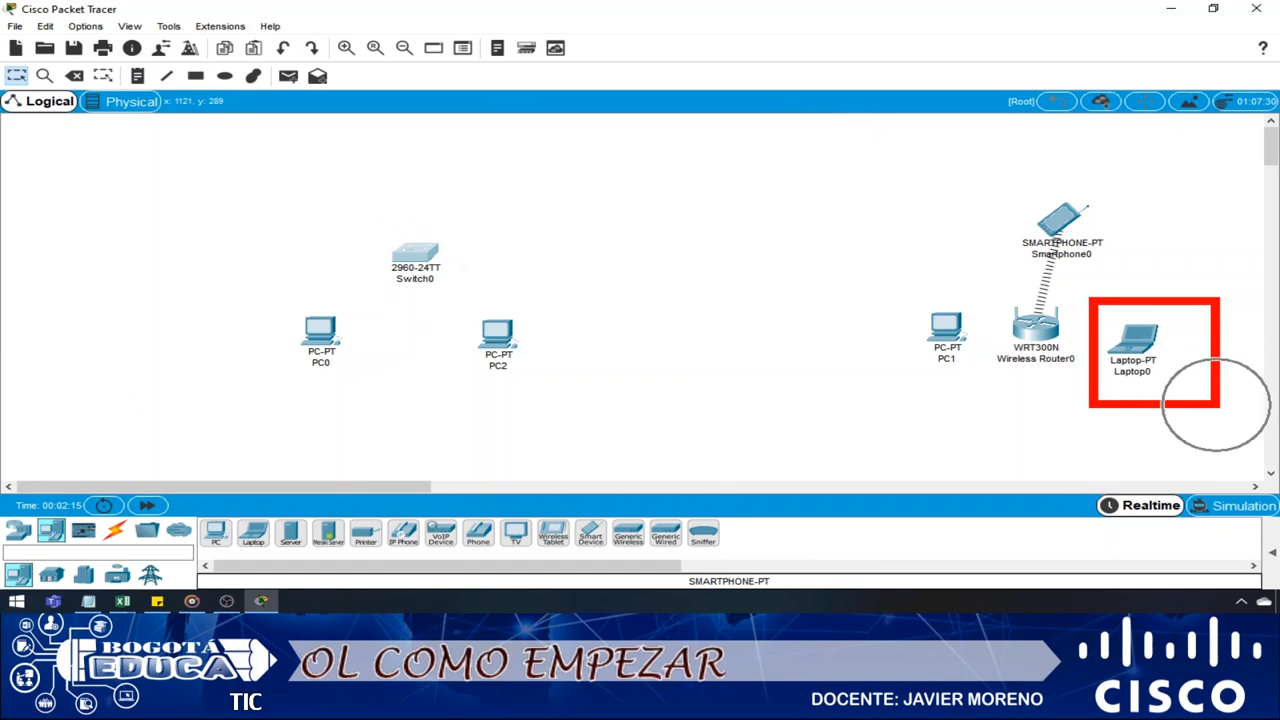 Cisco Packet Tracer
File Edit Options View Tools Extensions Help
?
Logical Physical x: 1121, y: 289 [Root] 01:07:30
SMARTPHONE-PT
Smartphone0
2960-24TT
Switch0
PC-PT
PC0
PC-PT
PC2
PC-PT
PC1
WRT300N
Wireless Router0
Laptop-PT
Laptop0
Time: 00:02:15 Realtime Simulation
PC Laptop Server Meraki Server Printer IP Phone VoIP Device Phone TV Wireless Tablet Smart Device Generic Wireless Generic Wired Sniffer
SMARTPHONE-PT
BOGOTÁ
EDUCA
TIC
OL COMO EMPEZAR
DOCENTE: JAVIER MORENO
CISCO